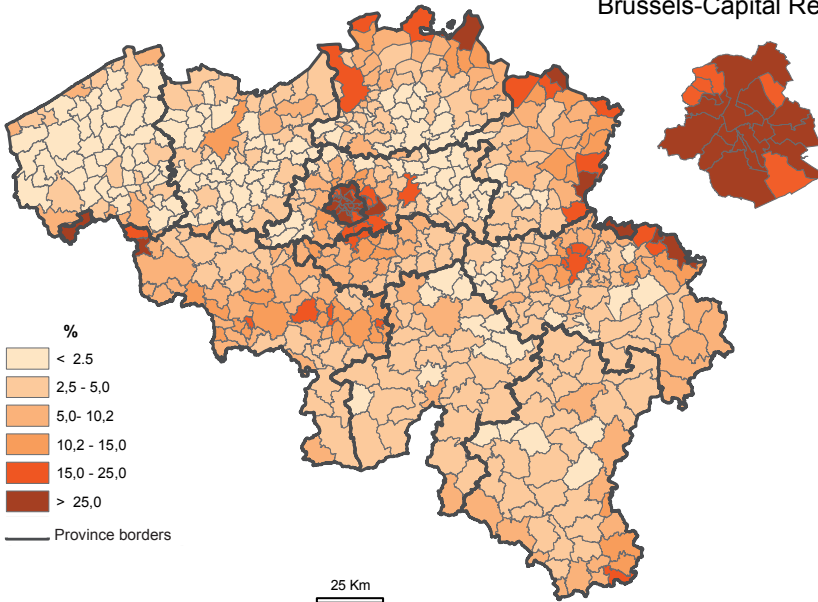 Brussels-Capital Re
%
< 2.5
2,5 - 5,0
5,0- 10,2
10,2 - 15,0
15,0 - 25,0
> 25,0
Province borders
25 Km